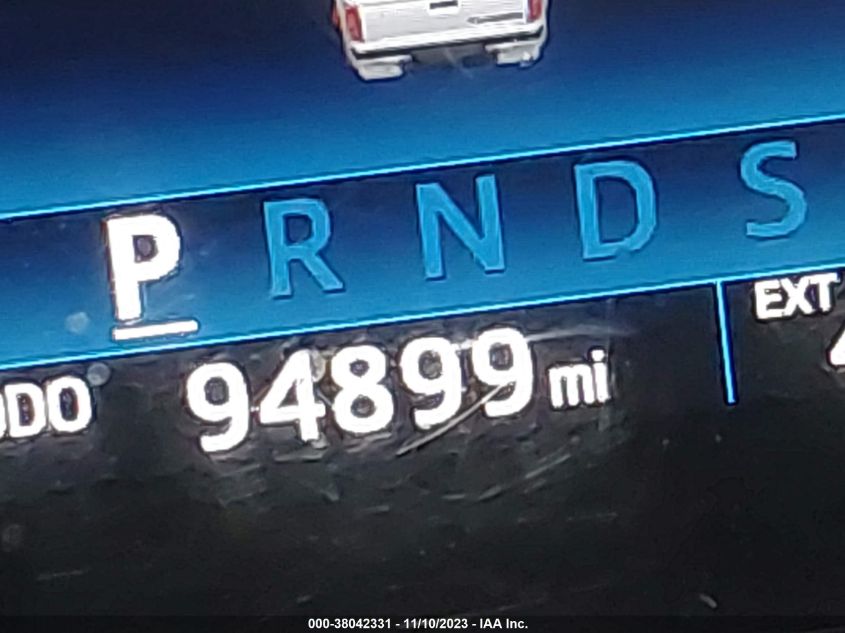 P R N D S
EXT
ODO 94899 mi
000-38042331 - 11/10/2023 - IAA Inc.